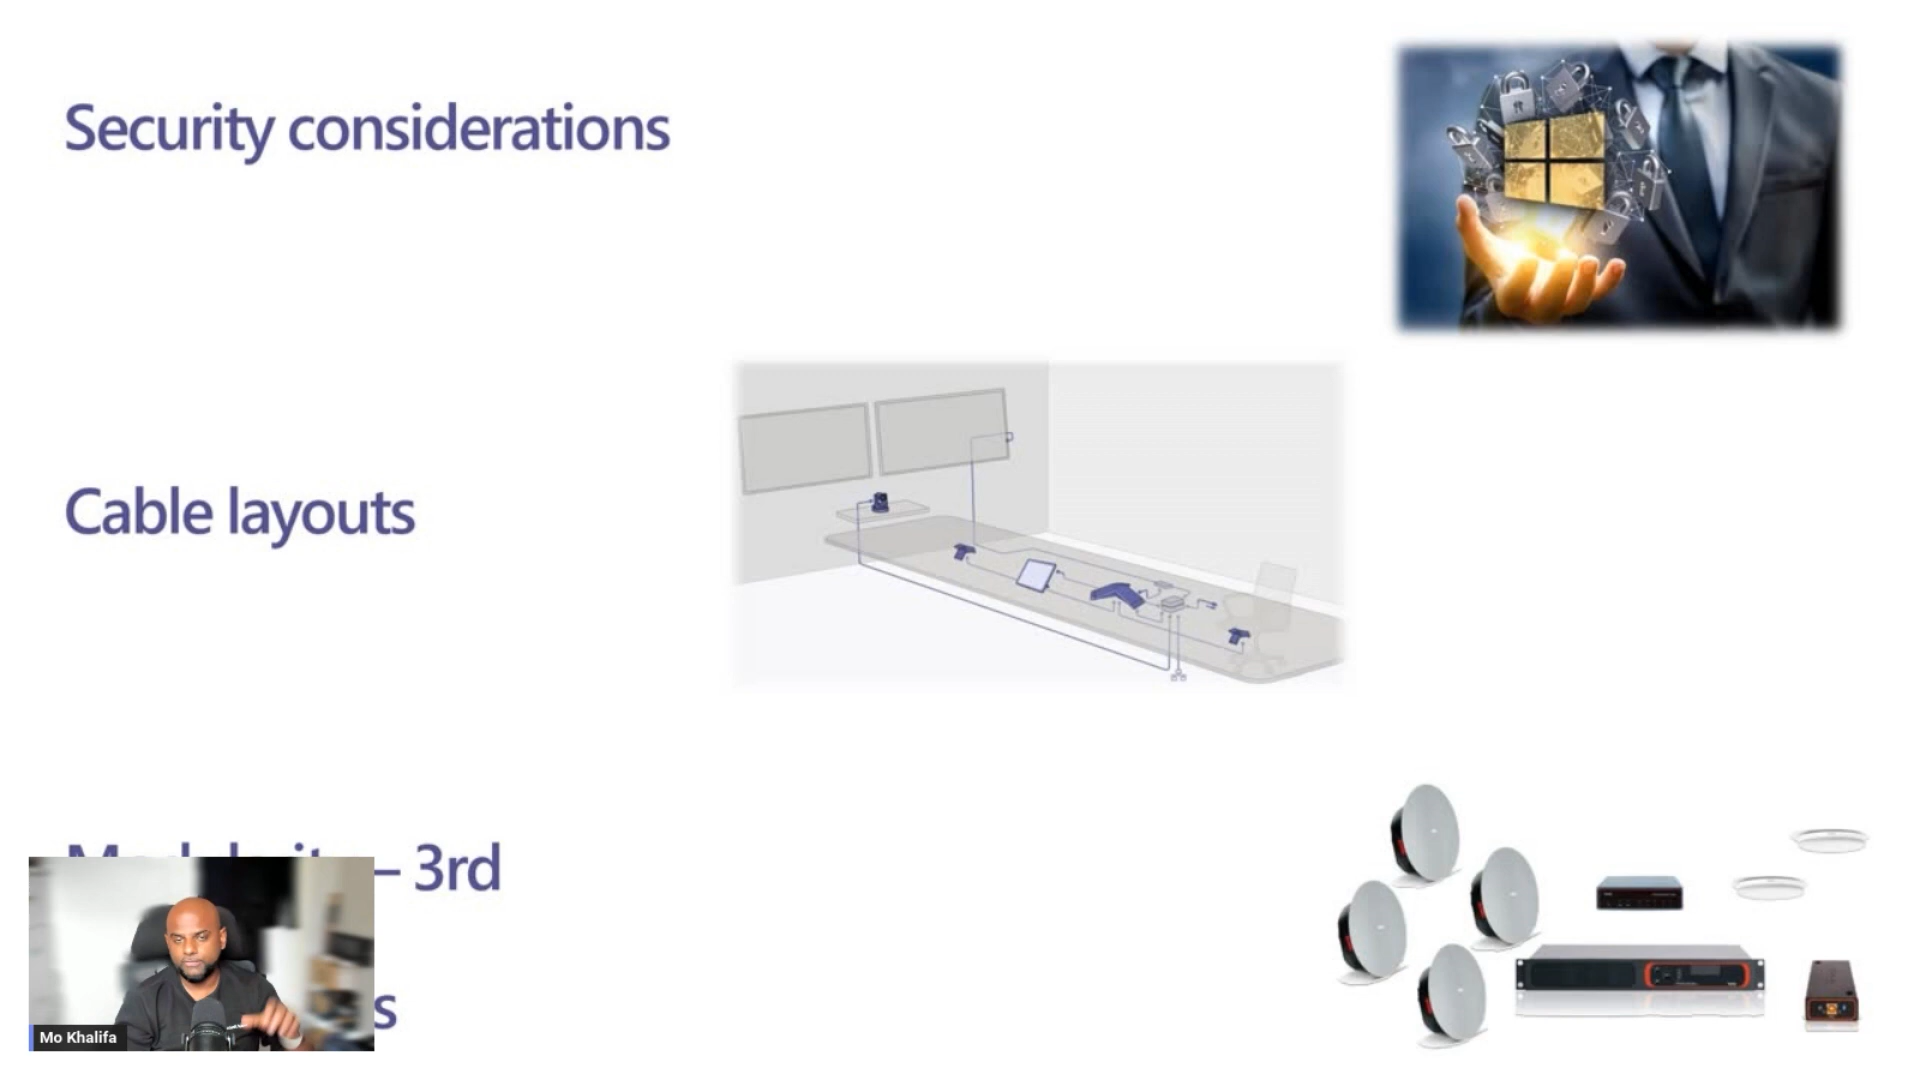 Security considerations
Cable layouts
– 3rd
Mo Khalifa